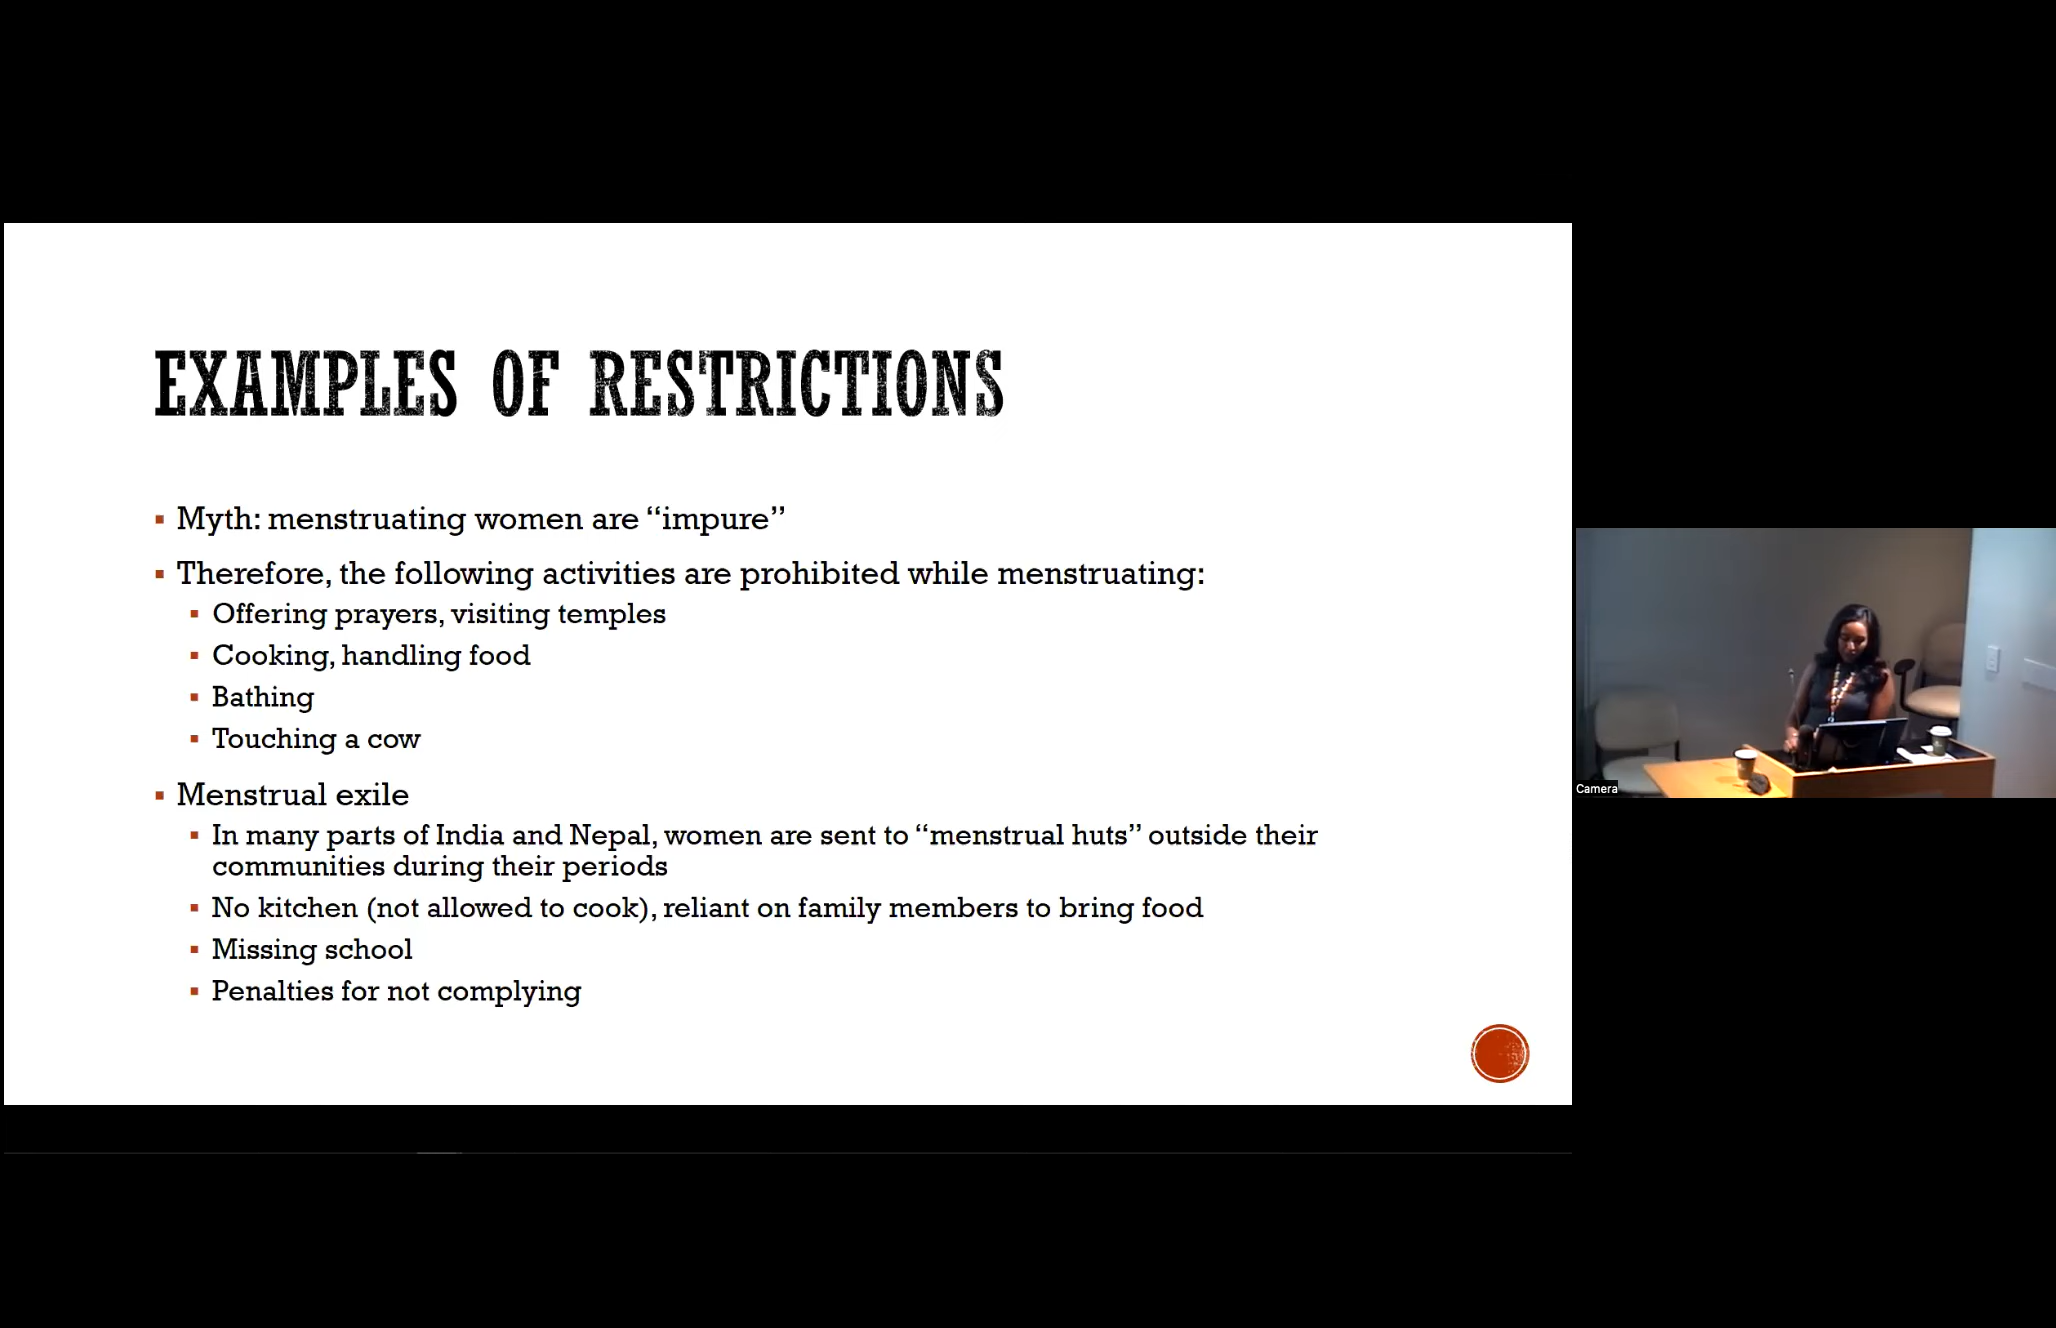 EXAMPLES OF RESTRICTIONS
▪ Myth: menstruating women are “impure”
▪ Therefore, the following activities are prohibited while menstruating:
▪ Offering prayers, visiting temples
▪ Cooking, handling food
▪ Bathing
▪ Touching a cow
▪ Menstrual exile
▪ In many parts of India and Nepal, women are sent to “menstrual huts” outside their
communities during their periods
▪ No kitchen (not allowed to cook), reliant on family members to bring food
▪ Missing school
▪ Penalties for not complying
Camera